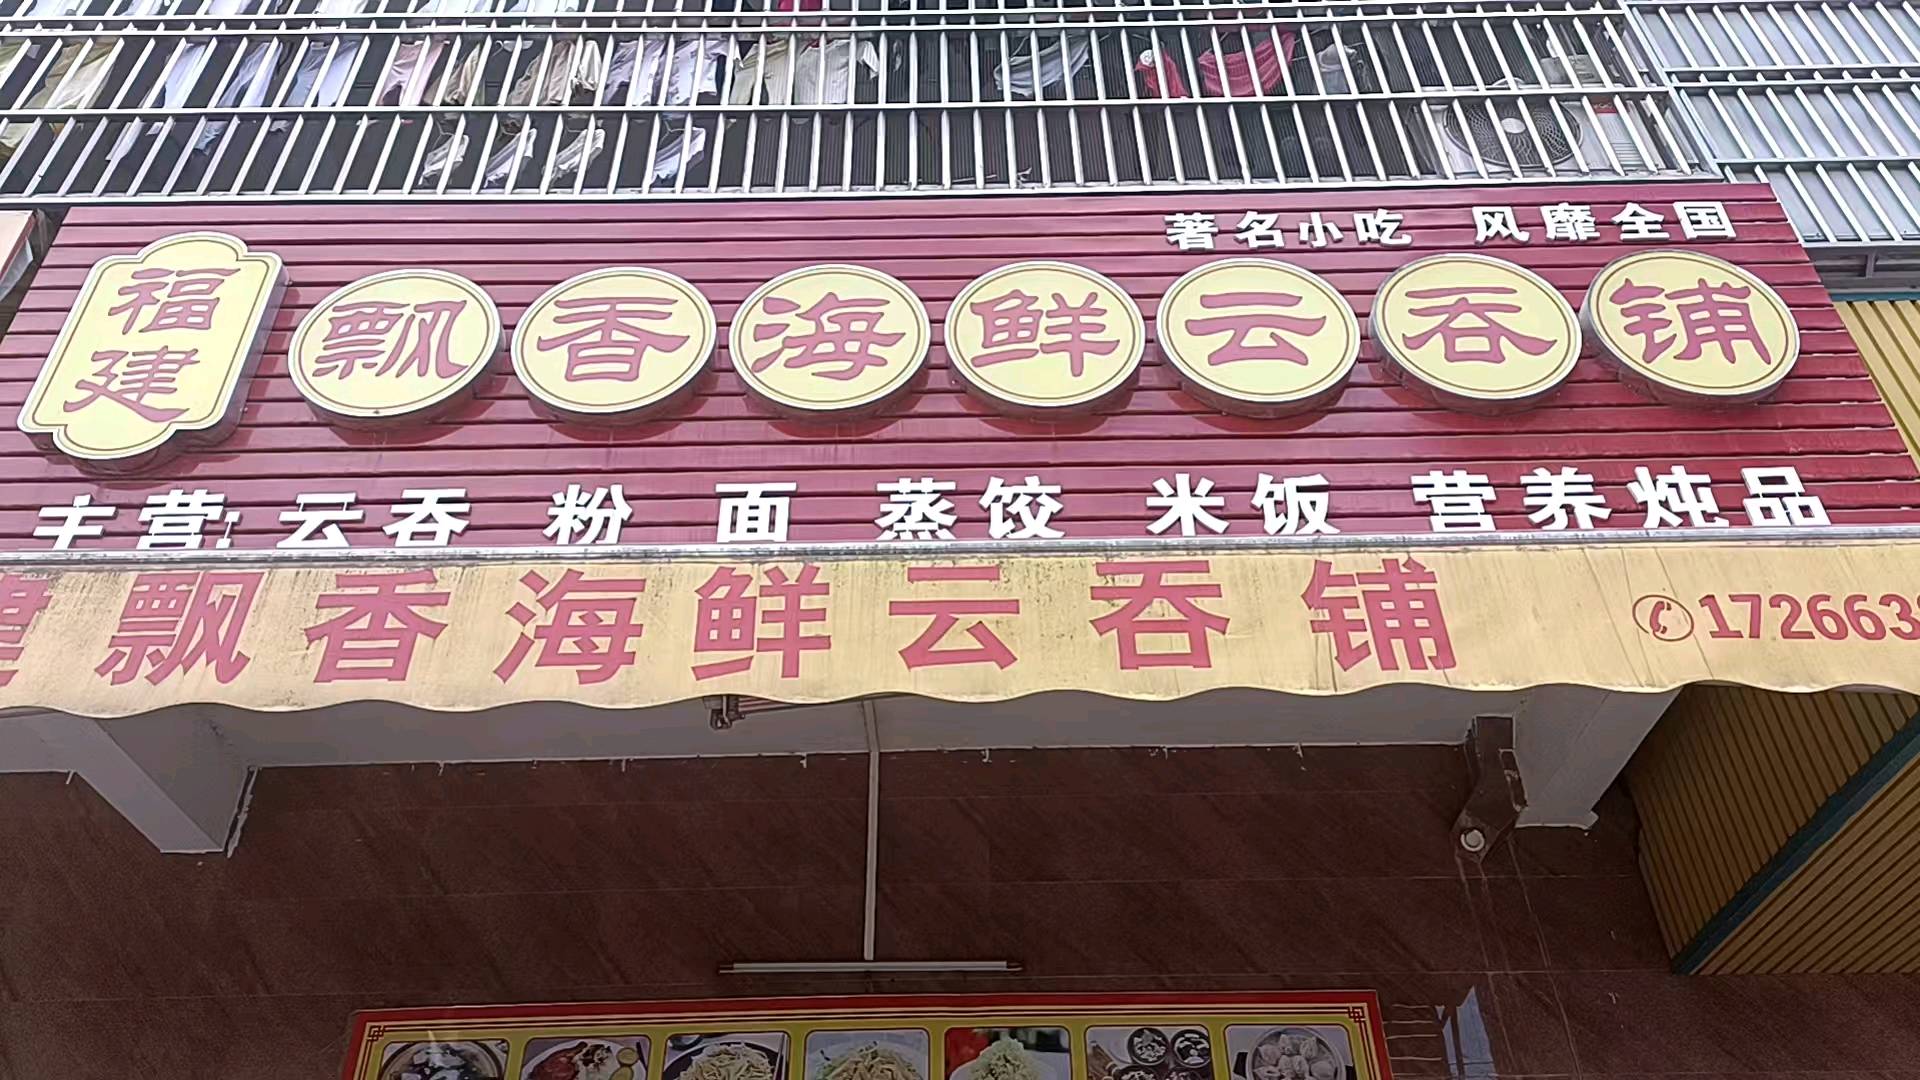 著名小吃 风靡全国
福建 飘香海鲜云吞铺
主营:云吞 粉 面 蒸饺 米饭 营养炖品
建飘香海鲜云吞铺 172663